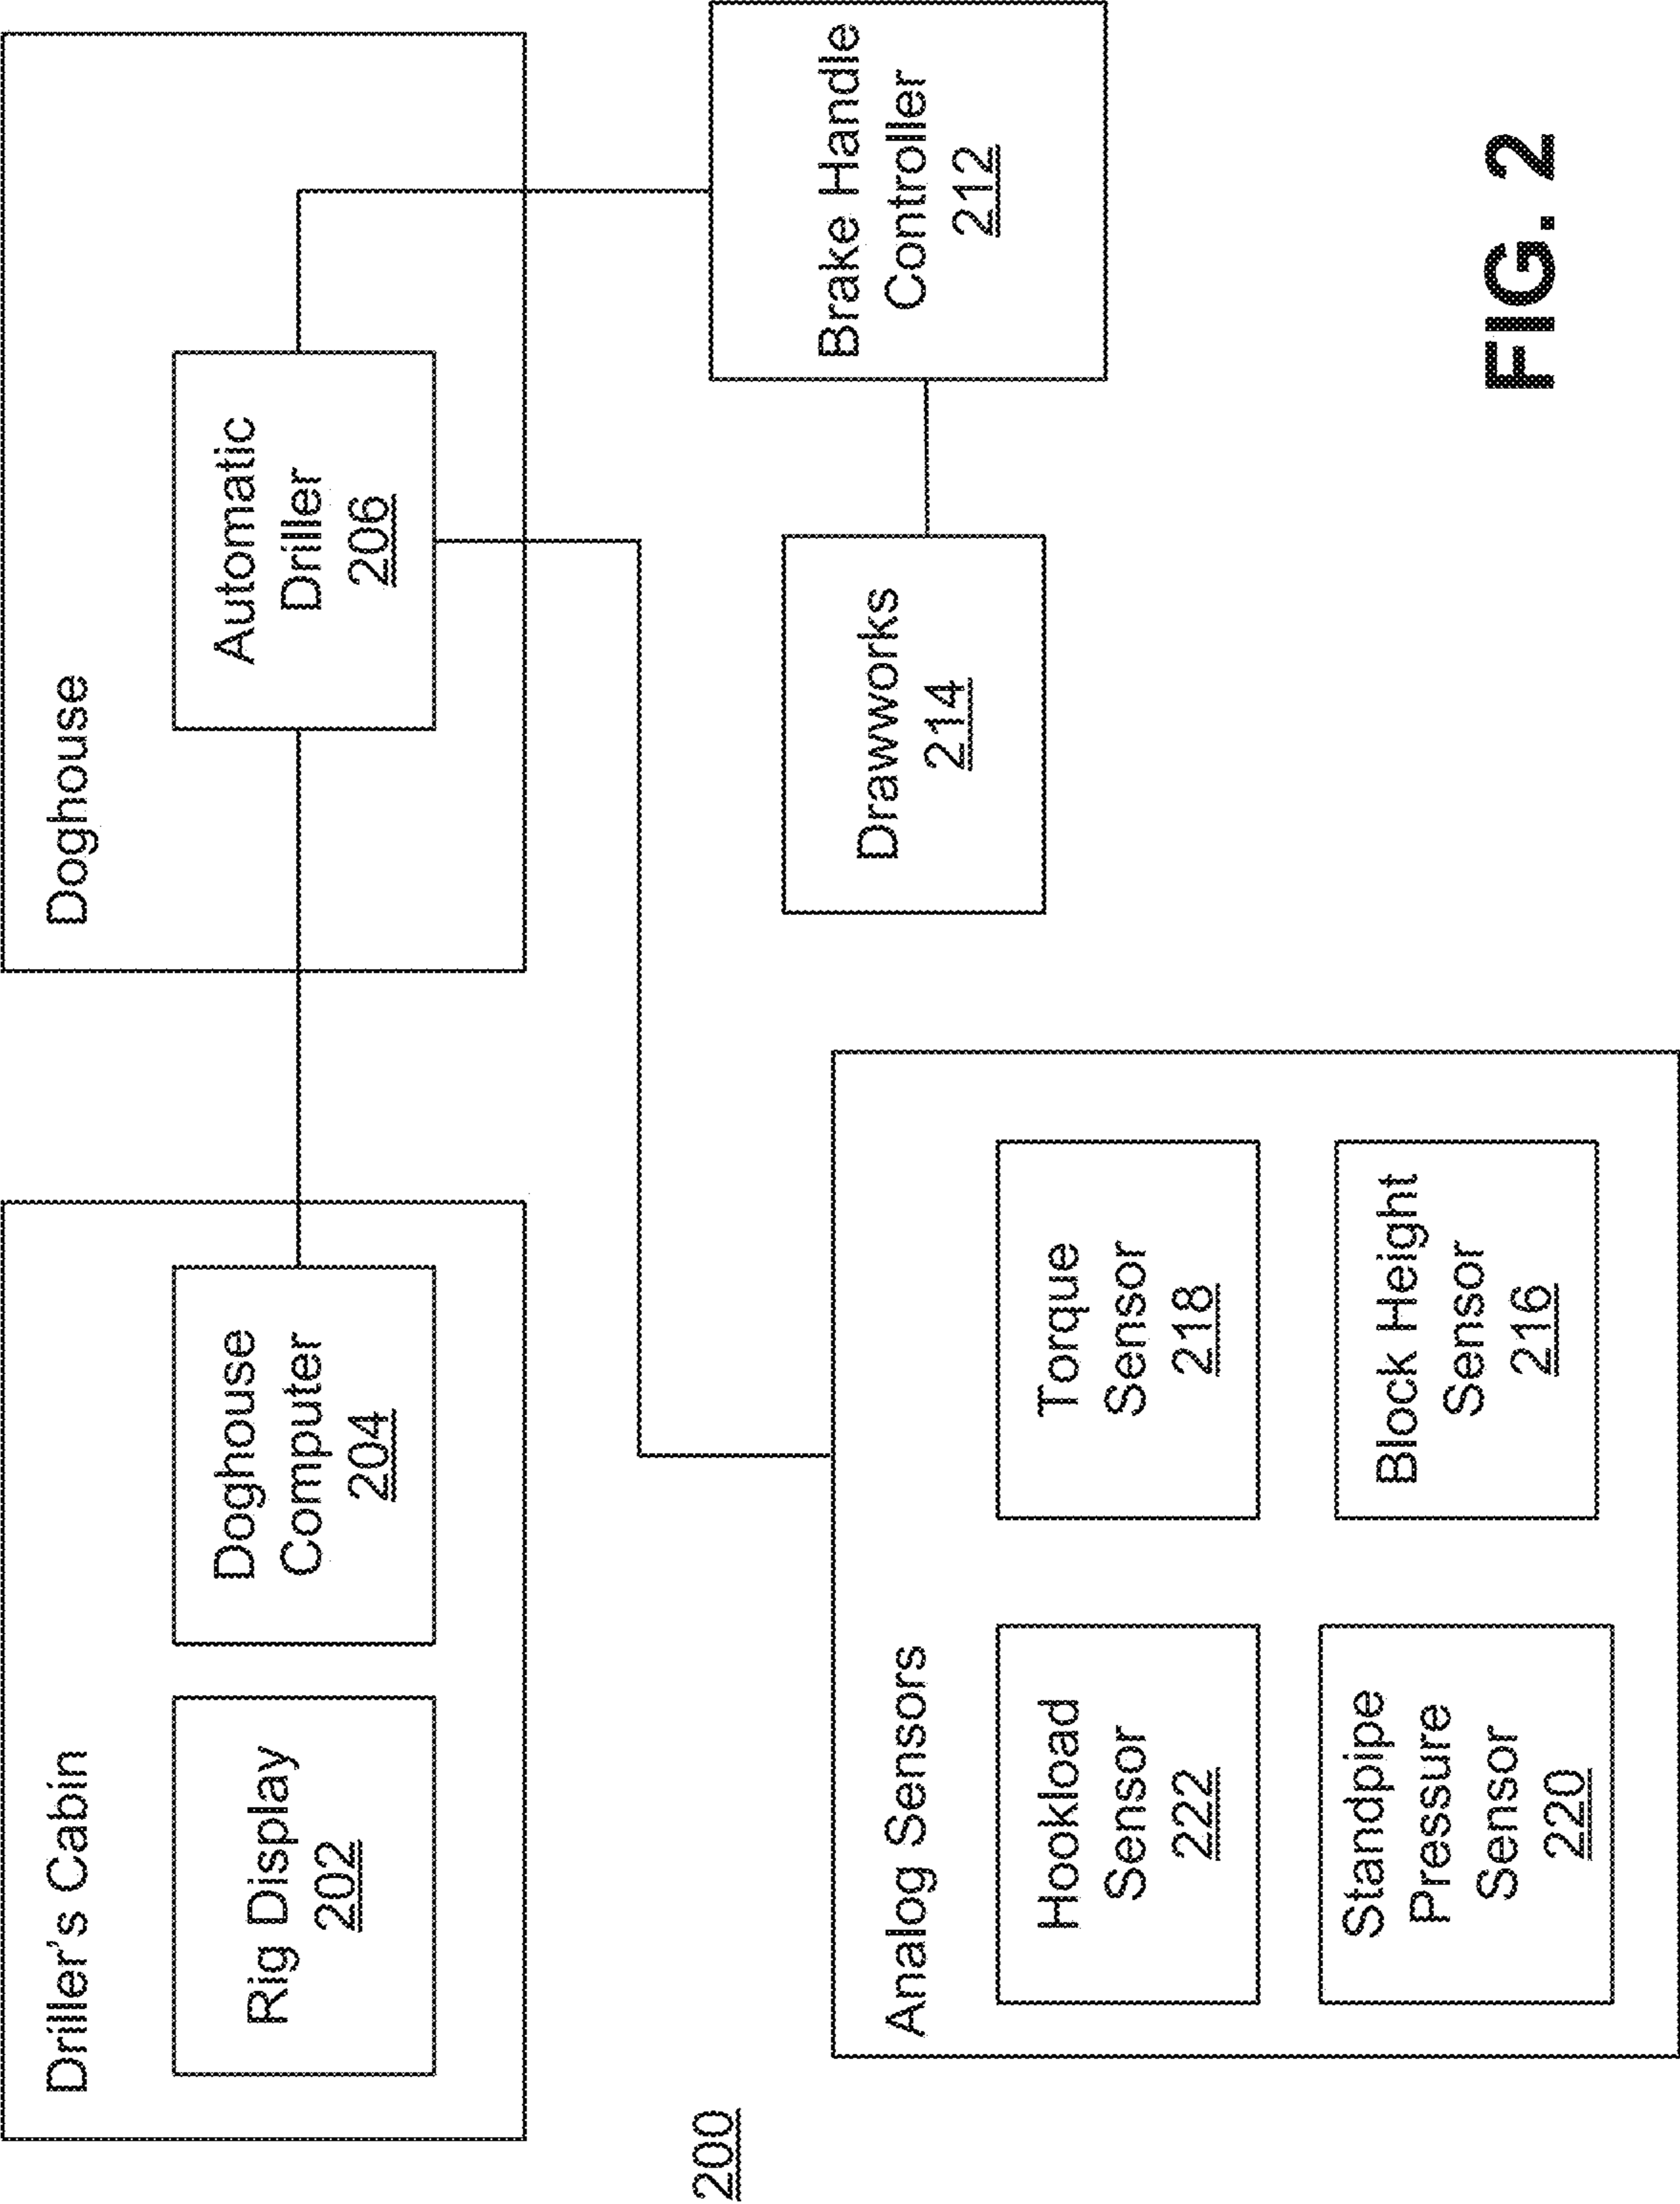 200
Driller's Cabin
Rig Display
202
Doghouse
Computer
204
Doghouse
Automatic
Driller
206
Analog Sensors
Hookload
Sensor
222
Torque
Sensor
218
Standpipe
Pressure
Sensor
220
Block Height
Sensor
216
Drawworks
214
Brake Handle
Controller
212
FIG. 2